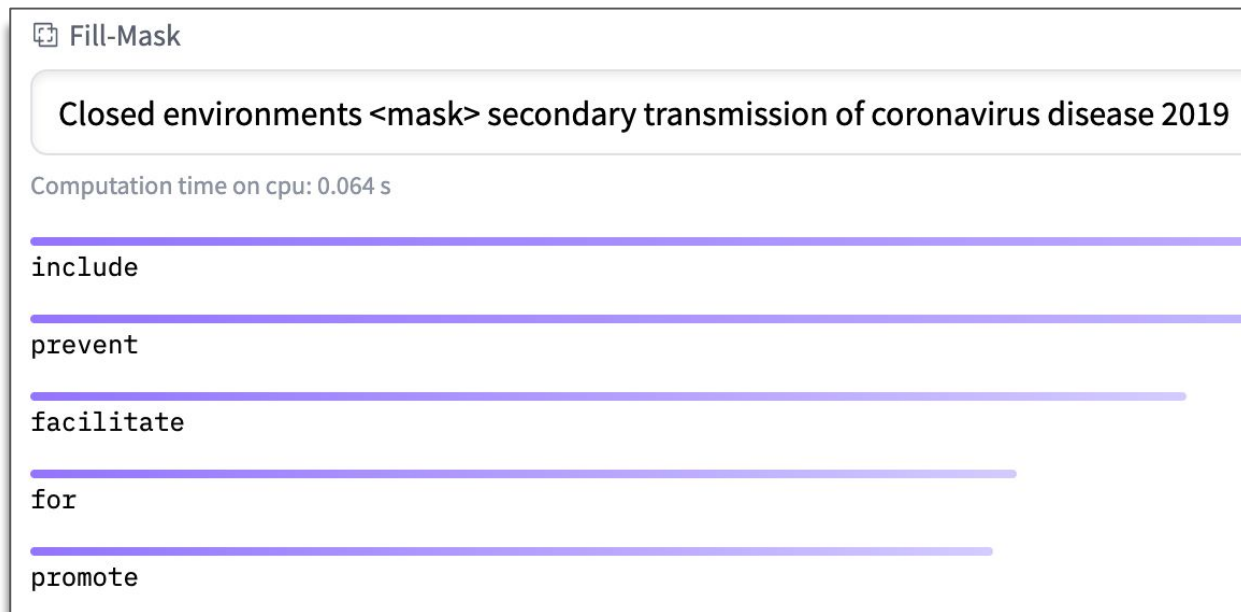 Fill-Mask
Closed environments <mask> secondary transmission of coronavirus disease 2019
Computation time on cpu: 0.064 s
include
prevent
facilitate
for
promote